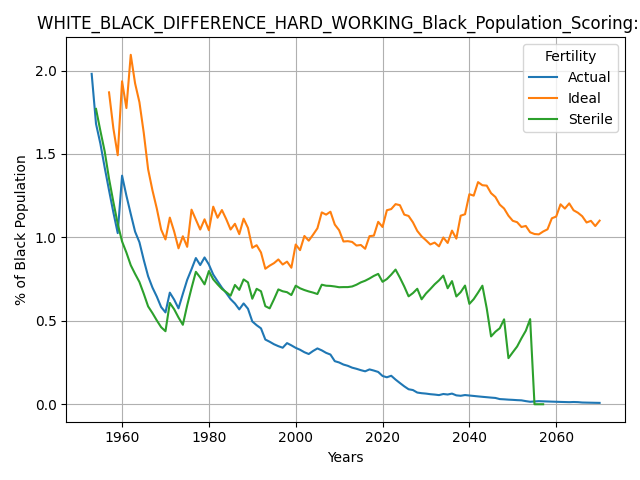 WHITE_BLACK_DIFFERENCE_HARD_WORKING_Black_Population_Scoring:
Fertility
Actual
Ideal
Sterile
% of Black Population
2.0
1.5
1.0
0.5
0.0
1960 1980 2000 2020 2040 2060
Years